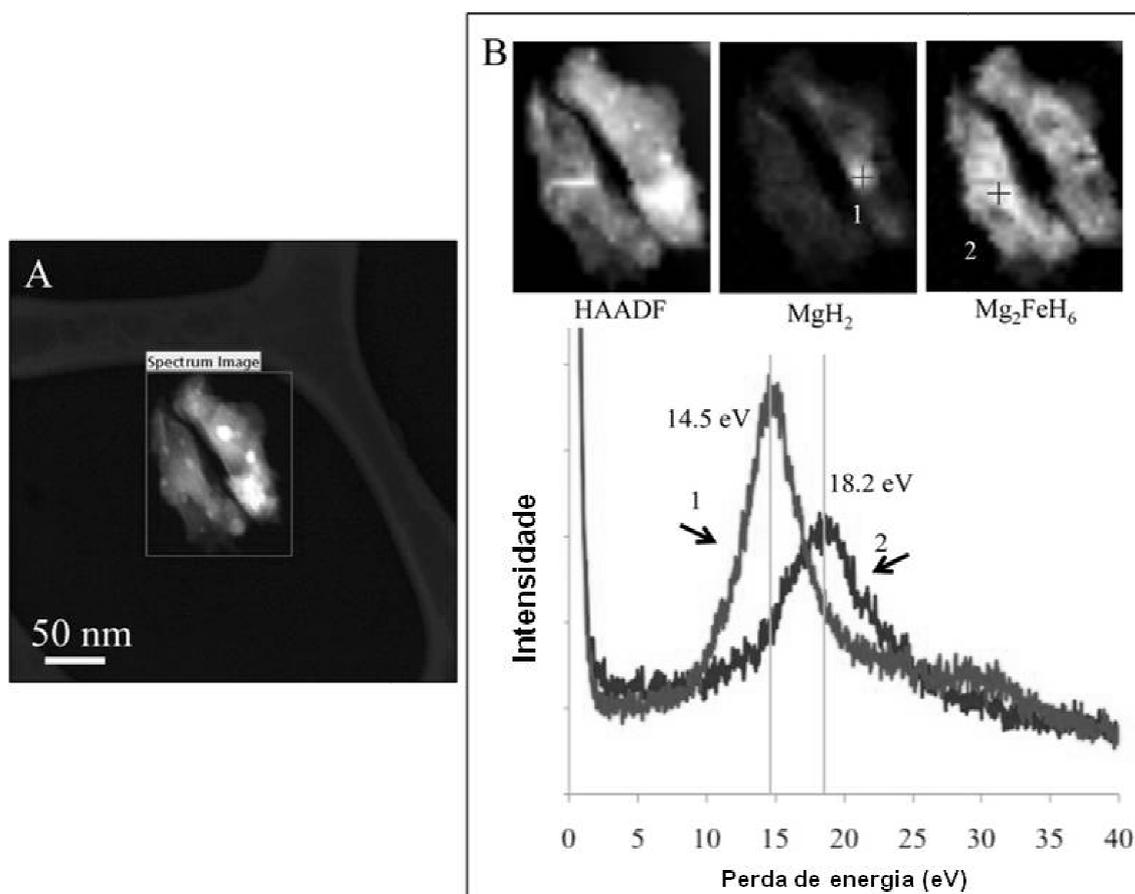 A
Spectrum Image
50 nm
B
1
2
HAADF
MgH2
Mg2FeH6
14.5 eV
18.2 eV
1
2
Intensidade
0 5 10 15 20 25 30 35 40
Perda de energia (eV)